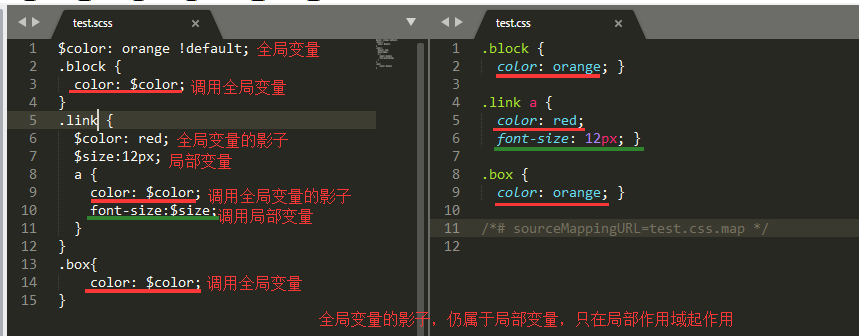 test.scss
1 $color: orange !default; 全局变量
2 .block {
3 color: $color; 调用全局变量
4 }
5 .link {
6 $color: red; 全局变量的影子
7 $size:12px; 局部变量
8 a {
9 color: $color; 调用全局变量的影子
10 font-size:$size; 调用局部变量
11 }
12 }
13 .box{
14 color: $color; 调用全局变量
15 }
test.css
1 .block {
2 color: orange; }
3
4 .link a {
5 color: red;
6 font-size: 12px; }
7
8 .box {
9 color: orange; }
10
11 /*# sourceMappingURL=test.css.map */
12
全局变量的影子，仍属于局部变量，只在局部作用域起作用